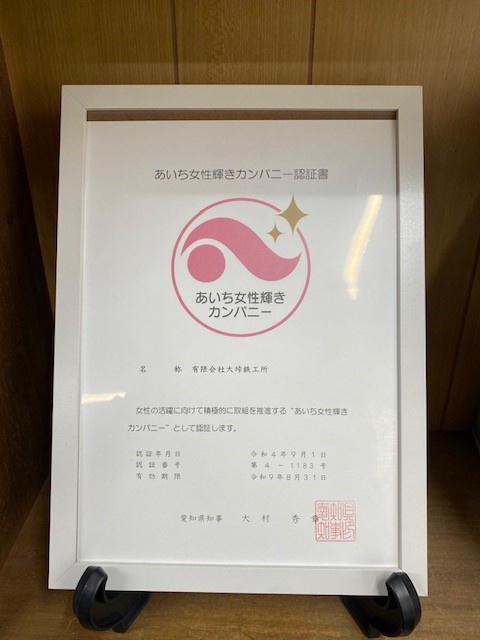 あいち女性輝きカンパニー認証書
あいち女性輝き
カンパニー
名　　称　有限会社大垰鉄工所
女性の活躍に向けて積極的に取組を推進する“あいち女性輝き
カンパニー”として認証します。
認証年月日　令和４年９月１日
認証番号　第４－１１８３号
有効期限　令和９年８月３１日
愛知県知事　大　村　秀　章